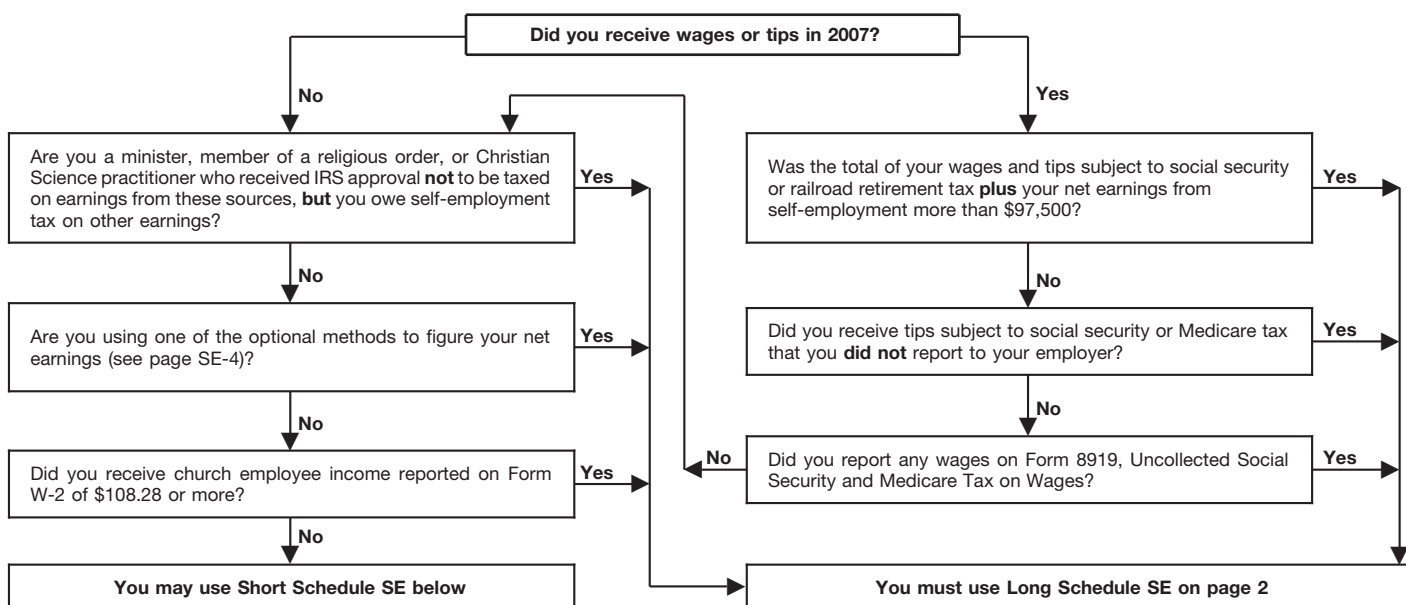 Did you receive wages or tips in 2007?
No
Yes
Are you a minister, member of a religious order, or Christian
Science practitioner who received IRS approval not to be taxed
on earnings from these sources, but you owe self-employment
tax on other earnings?
Yes
Was the total of your wages and tips subject to social security
or railroad retirement tax plus your net earnings from
self-employment more than $97,500?
Yes
No
No
Are you using one of the optional methods to figure your net
earnings (see page SE-4)?
Yes
Did you receive tips subject to social security or Medicare tax
that you did not report to your employer?
Yes
No
No
Did you receive church employee income reported on Form
W-2 of $108.28 or more?
Yes
No
Did you report any wages on Form 8919, Uncollected Social
Security and Medicare Tax on Wages?
Yes
No
You may use Short Schedule SE below
You must use Long Schedule SE on page 2